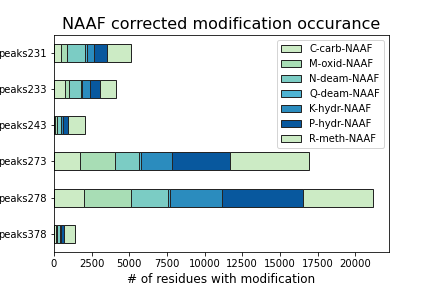 NAAF corrected modification occurance
peaks231
peaks233
peaks243
peaks273
peaks278
peaks378
C-carb-NAAF
M-oxid-NAAF
N-deam-NAAF
Q-deam-NAAF
K-hydr-NAAF
P-hydr-NAAF
R-meth-NAAF
0 2500 5000 7500 10000 12500 15000 17500 20000
# of residues with modification